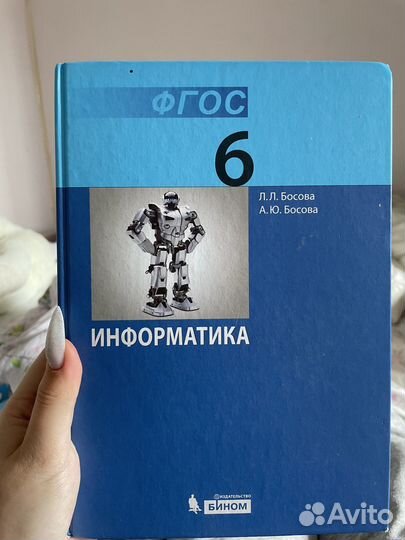 ФГОС
6
Л.Л. Босова
А.Ю. Босова
ИНФОРМАТИКА
ИЗДАТЕЛЬСТВО
БИНОМ
Avito